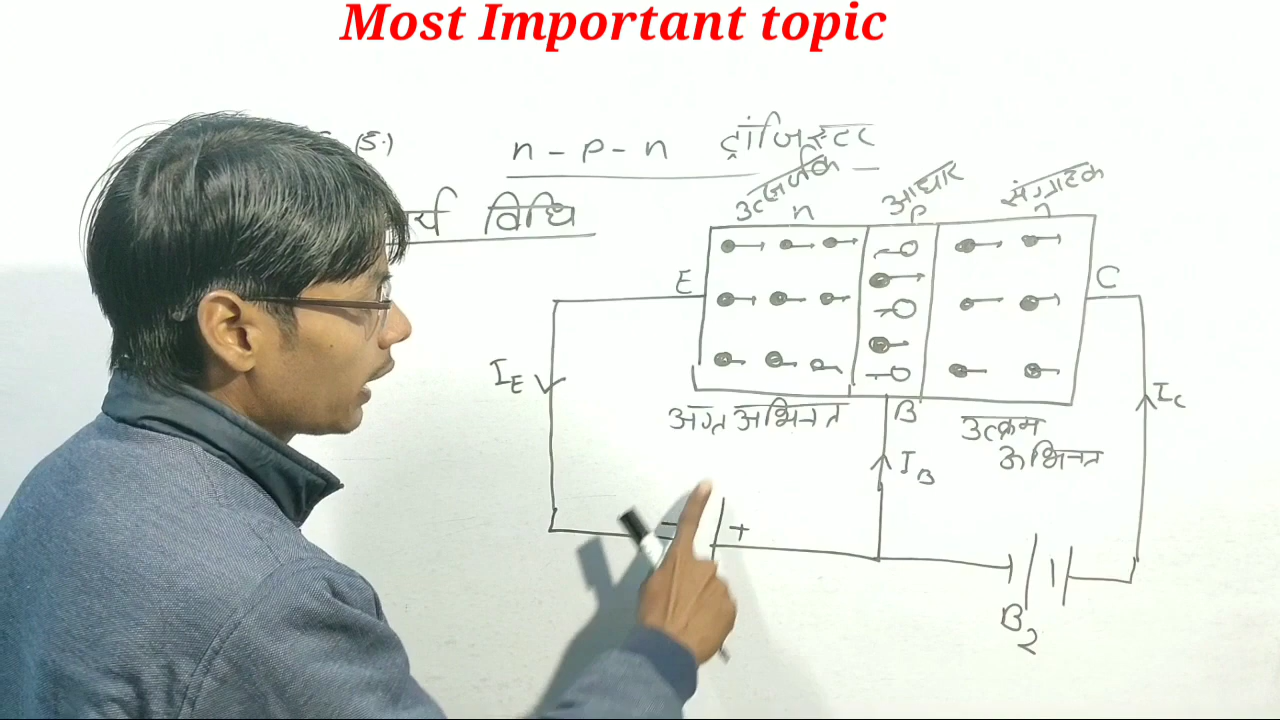 Most Important topic
(5.)
n - p - n ट्रांजिस्टर
र्य विधि
उत्सर्जक आधार संग्राहक
n p n
E C
I_E
I_C
अग्र अभिनत B उत्क्रम
अभिनत
I_B
- +
B_2